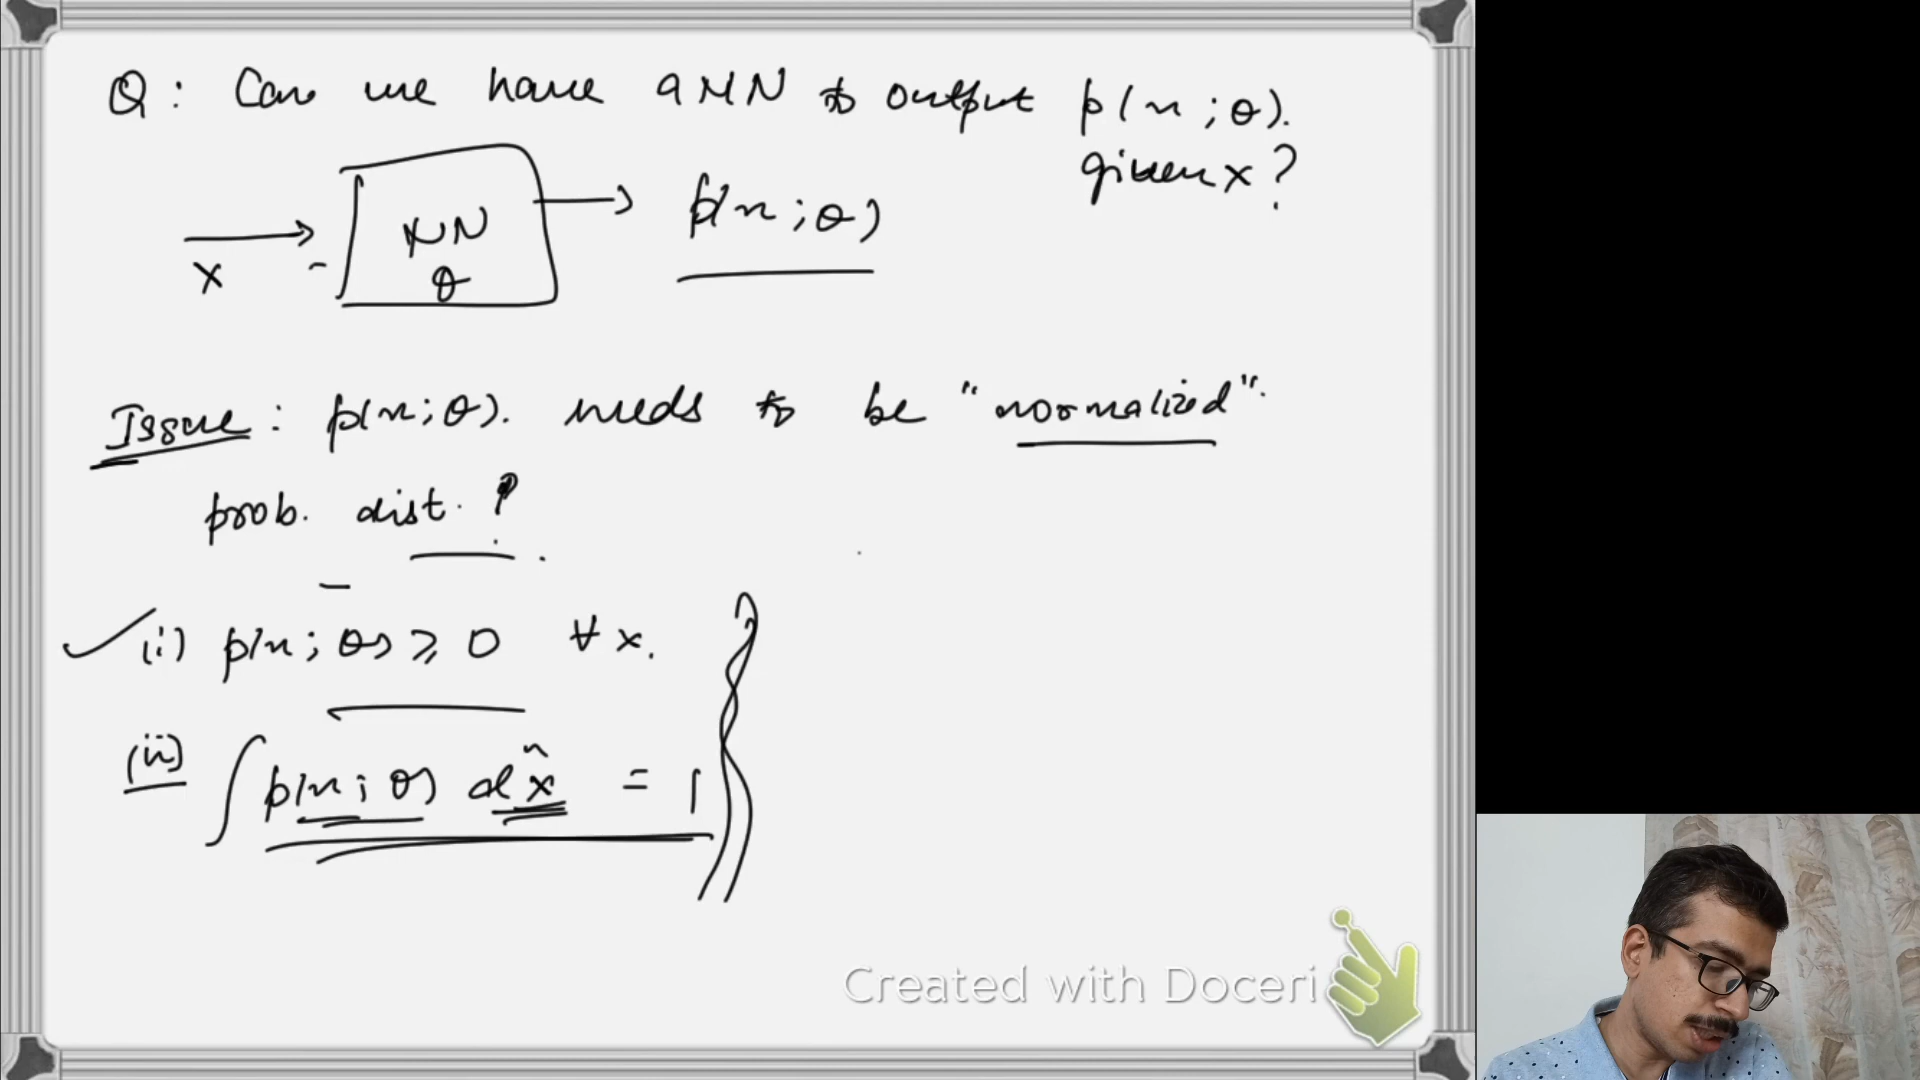 Q: Can we have a NN to output p(x;θ).
given x?
x
NN
θ
p(x;θ)
Issue: p(x;θ). needs to be "normalized".
prob. dist. ?
(i) p(x;θ) ⩾ 0 ∀ x.
(ii) ∫ p(x;θ) dx = 1
Created with Doceri